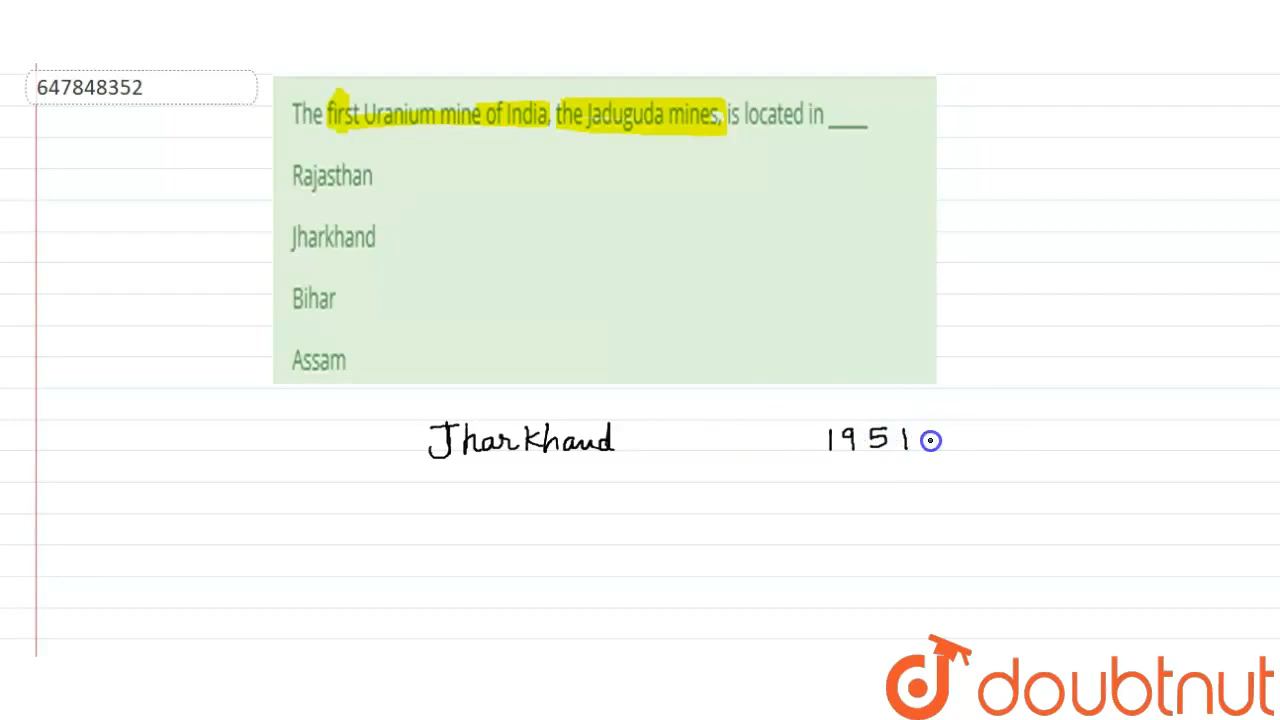 647848352
The first Uranium mine of India, the Jaduguda mines, is located in ____
Rajasthan
Jharkhand
Bihar
Assam
Jharkhand 1951
doubtnut